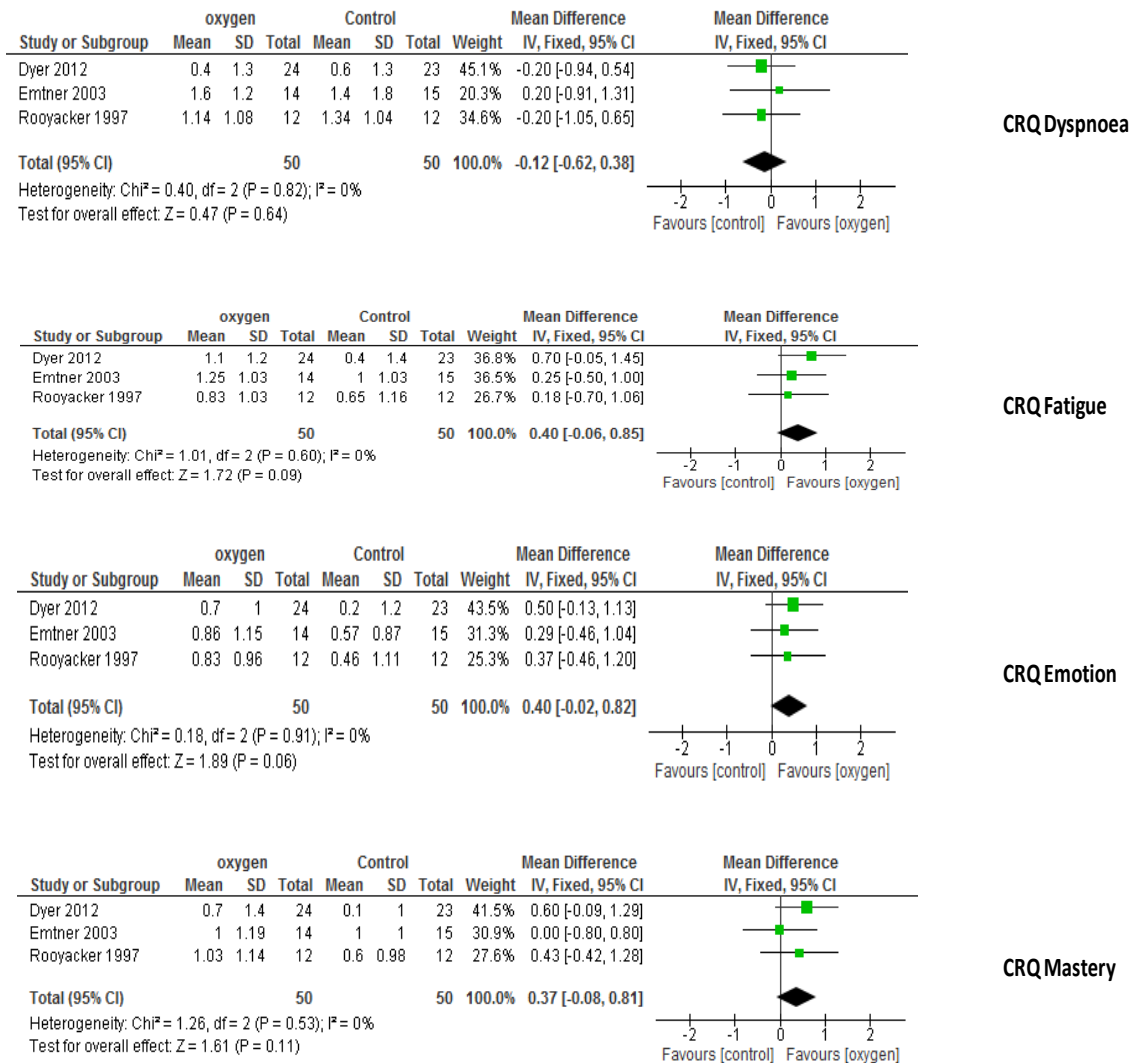 oxygen Control Mean Difference Mean Difference
Study or Subgroup Mean SD Total Mean SD Total Weight IV, Fixed, 95% CI IV, Fixed, 95% CI
Dyer 2012 0.4 1.3 24 0.6 1.3 23 45.1% -0.20 [-0.94, 0.54]
Emtner 2003 1.6 1.2 14 1.4 1.8 15 20.3% 0.20 [-0.91, 1.31]
Rooyacker 1997 1.14 1.08 12 1.34 1.04 12 34.6% -0.20 [-1.05, 0.65]
CRQ Dyspnoea
Total (95% CI) 50 50 100.0% -0.12 [-0.62, 0.38]
Heterogeneity: Chi² = 0.40, df = 2 (P = 0.82); I² = 0%
Test for overall effect: Z = 0.47 (P = 0.64)
-2 -1 0 1 2
Favours [control] Favours [oxygen]
oxygen Control Mean Difference Mean Difference
Study or Subgroup Mean SD Total Mean SD Total Weight IV, Fixed, 95% CI IV, Fixed, 95% CI
Dyer 2012 1.1 1.2 24 0.4 1.4 23 36.8% 0.70 [-0.05, 1.45]
Emtner 2003 1.25 1.03 14 1 1.03 15 36.5% 0.25 [-0.50, 1.00]
Rooyacker 1997 0.83 1.03 12 0.65 1.16 12 26.7% 0.18 [-0.70, 1.06]
CRQ Fatigue
Total (95% CI) 50 50 100.0% 0.40 [-0.06, 0.85]
Heterogeneity: Chi² = 1.01, df = 2 (P = 0.60); I² = 0%
Test for overall effect: Z = 1.72 (P = 0.09)
-2 -1 0 1 2
Favours [control] Favours [oxygen]
oxygen Control Mean Difference Mean Difference
Study or Subgroup Mean SD Total Mean SD Total Weight IV, Fixed, 95% CI IV, Fixed, 95% CI
Dyer 2012 0.7 1 24 0.2 1.2 23 43.5% 0.50 [-0.13, 1.13]
Emtner 2003 0.86 1.15 14 0.57 0.87 15 31.3% 0.29 [-0.46, 1.04]
Rooyacker 1997 0.83 0.96 12 0.46 1.11 12 25.3% 0.37 [-0.46, 1.20]
CRQ Emotion
Total (95% CI) 50 50 100.0% 0.40 [-0.02, 0.82]
Heterogeneity: Chi² = 0.18, df = 2 (P = 0.91); I² = 0%
Test for overall effect: Z = 1.89 (P = 0.06)
-2 -1 0 1 2
Favours [control] Favours [oxygen]
oxygen Control Mean Difference Mean Difference
Study or Subgroup Mean SD Total Mean SD Total Weight IV, Fixed, 95% CI IV, Fixed, 95% CI
Dyer 2012 0.7 1.4 24 0.1 1 23 41.5% 0.60 [-0.09, 1.29]
Emtner 2003 1 1.19 14 1 1 15 30.9% 0.00 [-0.80, 0.80]
Rooyacker 1997 1.03 1.14 12 0.6 0.98 12 27.6% 0.43 [-0.42, 1.28]
CRQ Mastery
Total (95% CI) 50 50 100.0% 0.37 [-0.08, 0.81]
Heterogeneity: Chi² = 1.26, df = 2 (P = 0.53); I² = 0%
Test for overall effect: Z = 1.61 (P = 0.11)
-2 -1 0 1 2
Favours [control] Favours [oxygen]